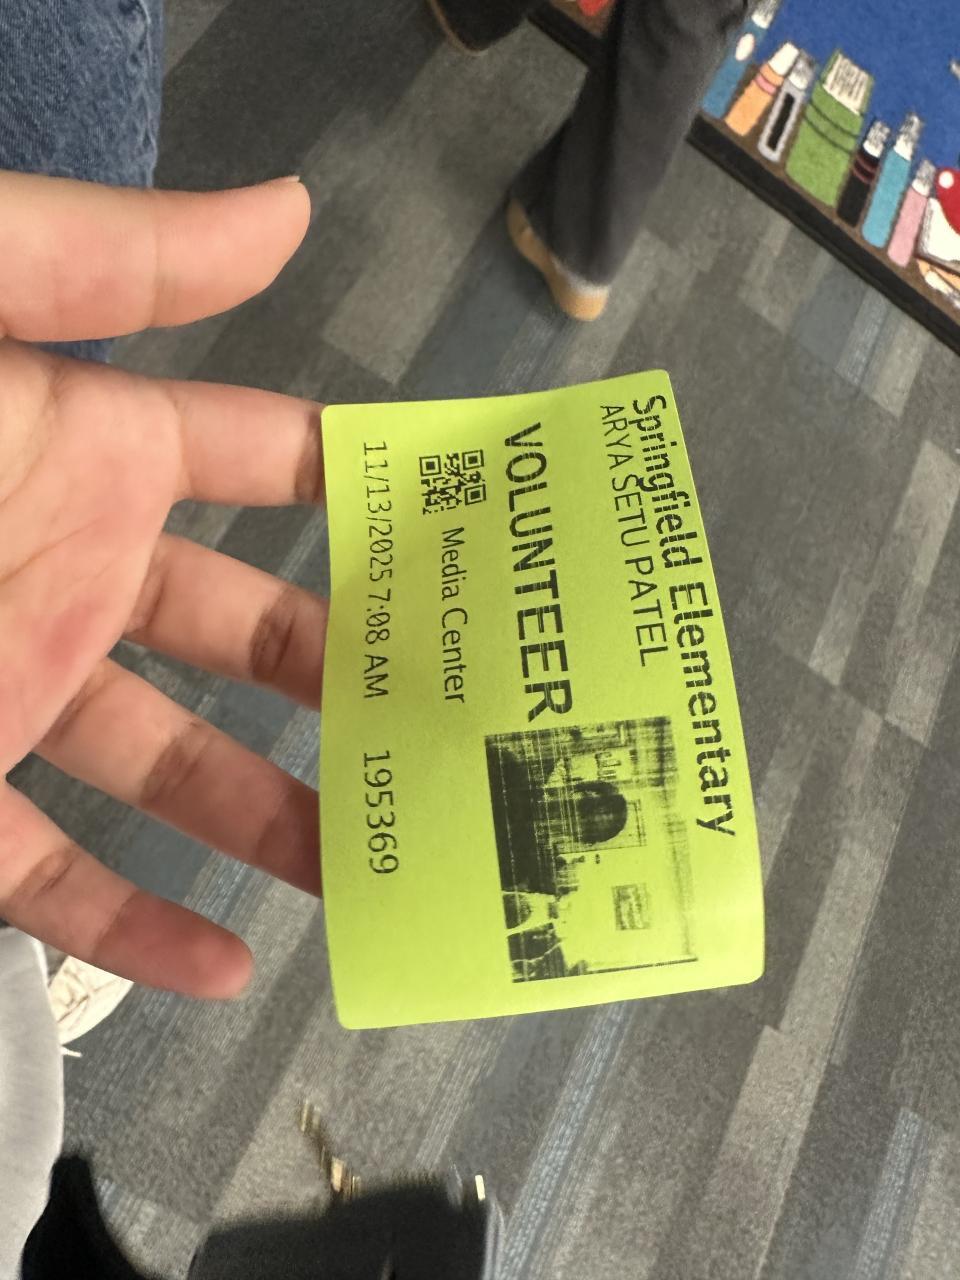 Springfield Elementary
ARYA SETU PATEL
VOLUNTEER
Media Center
11/13/2025 7:08 AM 195369